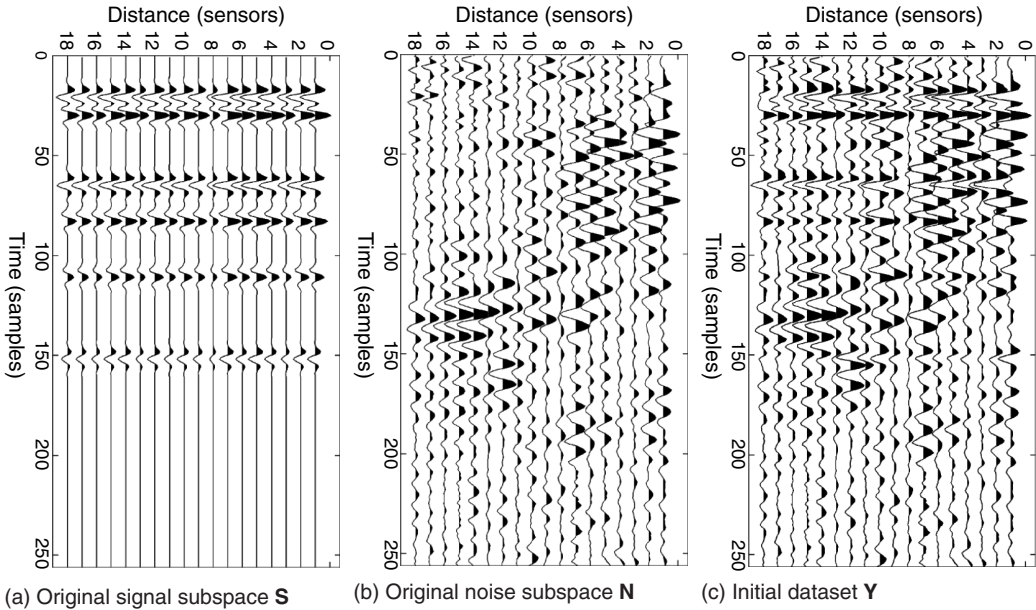 Distance (sensors)
18 16 14 12 10 8 6 4 2 0
0
50
100
150
200
250
Time (samples)
(a) Original signal subspace S
Distance (sensors)
18 16 14 12 10 8 6 4 2 0
0
50
100
150
200
250
Time (samples)
(b) Original noise subspace N
Distance (sensors)
18 16 14 12 10 8 6 4 2 0
0
50
100
150
200
250
Time (samples)
(c) Initial dataset Y